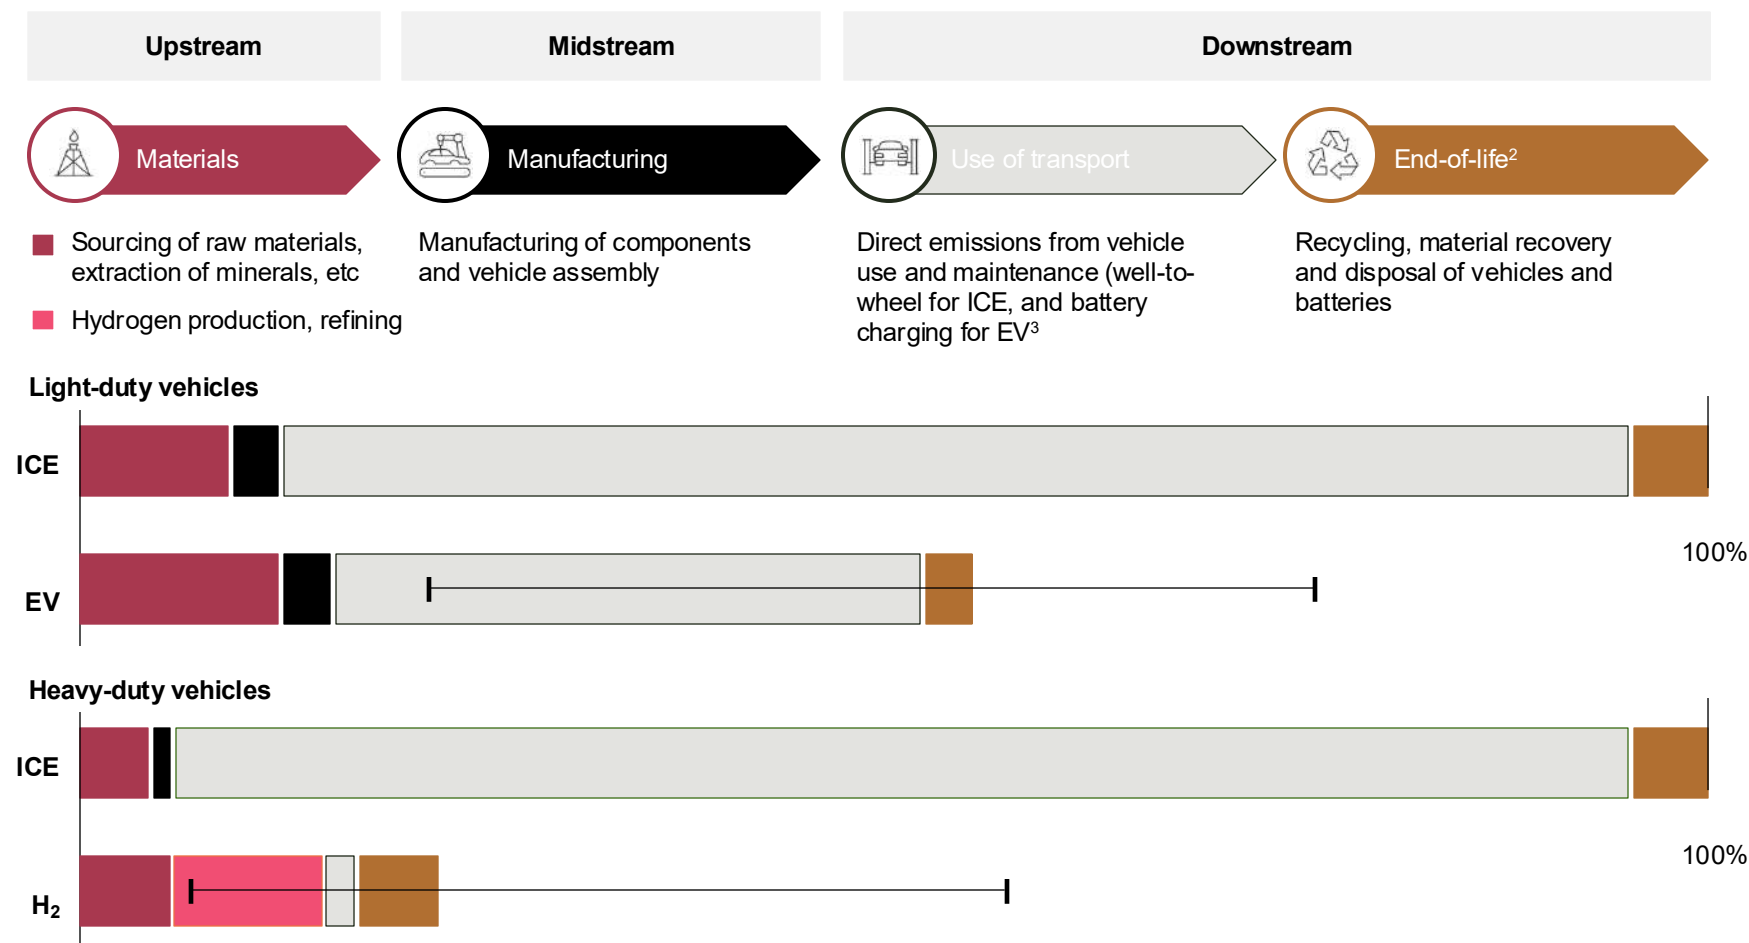 Upstream
Midstream
Downstream
Materials
Manufacturing
Use of transport
End-of-life²
Sourcing of raw materials,
extraction of minerals, etc
Hydrogen production, refining
Manufacturing of components
and vehicle assembly
Direct emissions from vehicle
use and maintenance (well-to-
wheel for ICE, and battery
charging for EV³
Recycling, material recovery
and disposal of vehicles and
batteries
Light-duty vehicles
ICE
100%
EV
Heavy-duty vehicles
ICE
100%
H₂